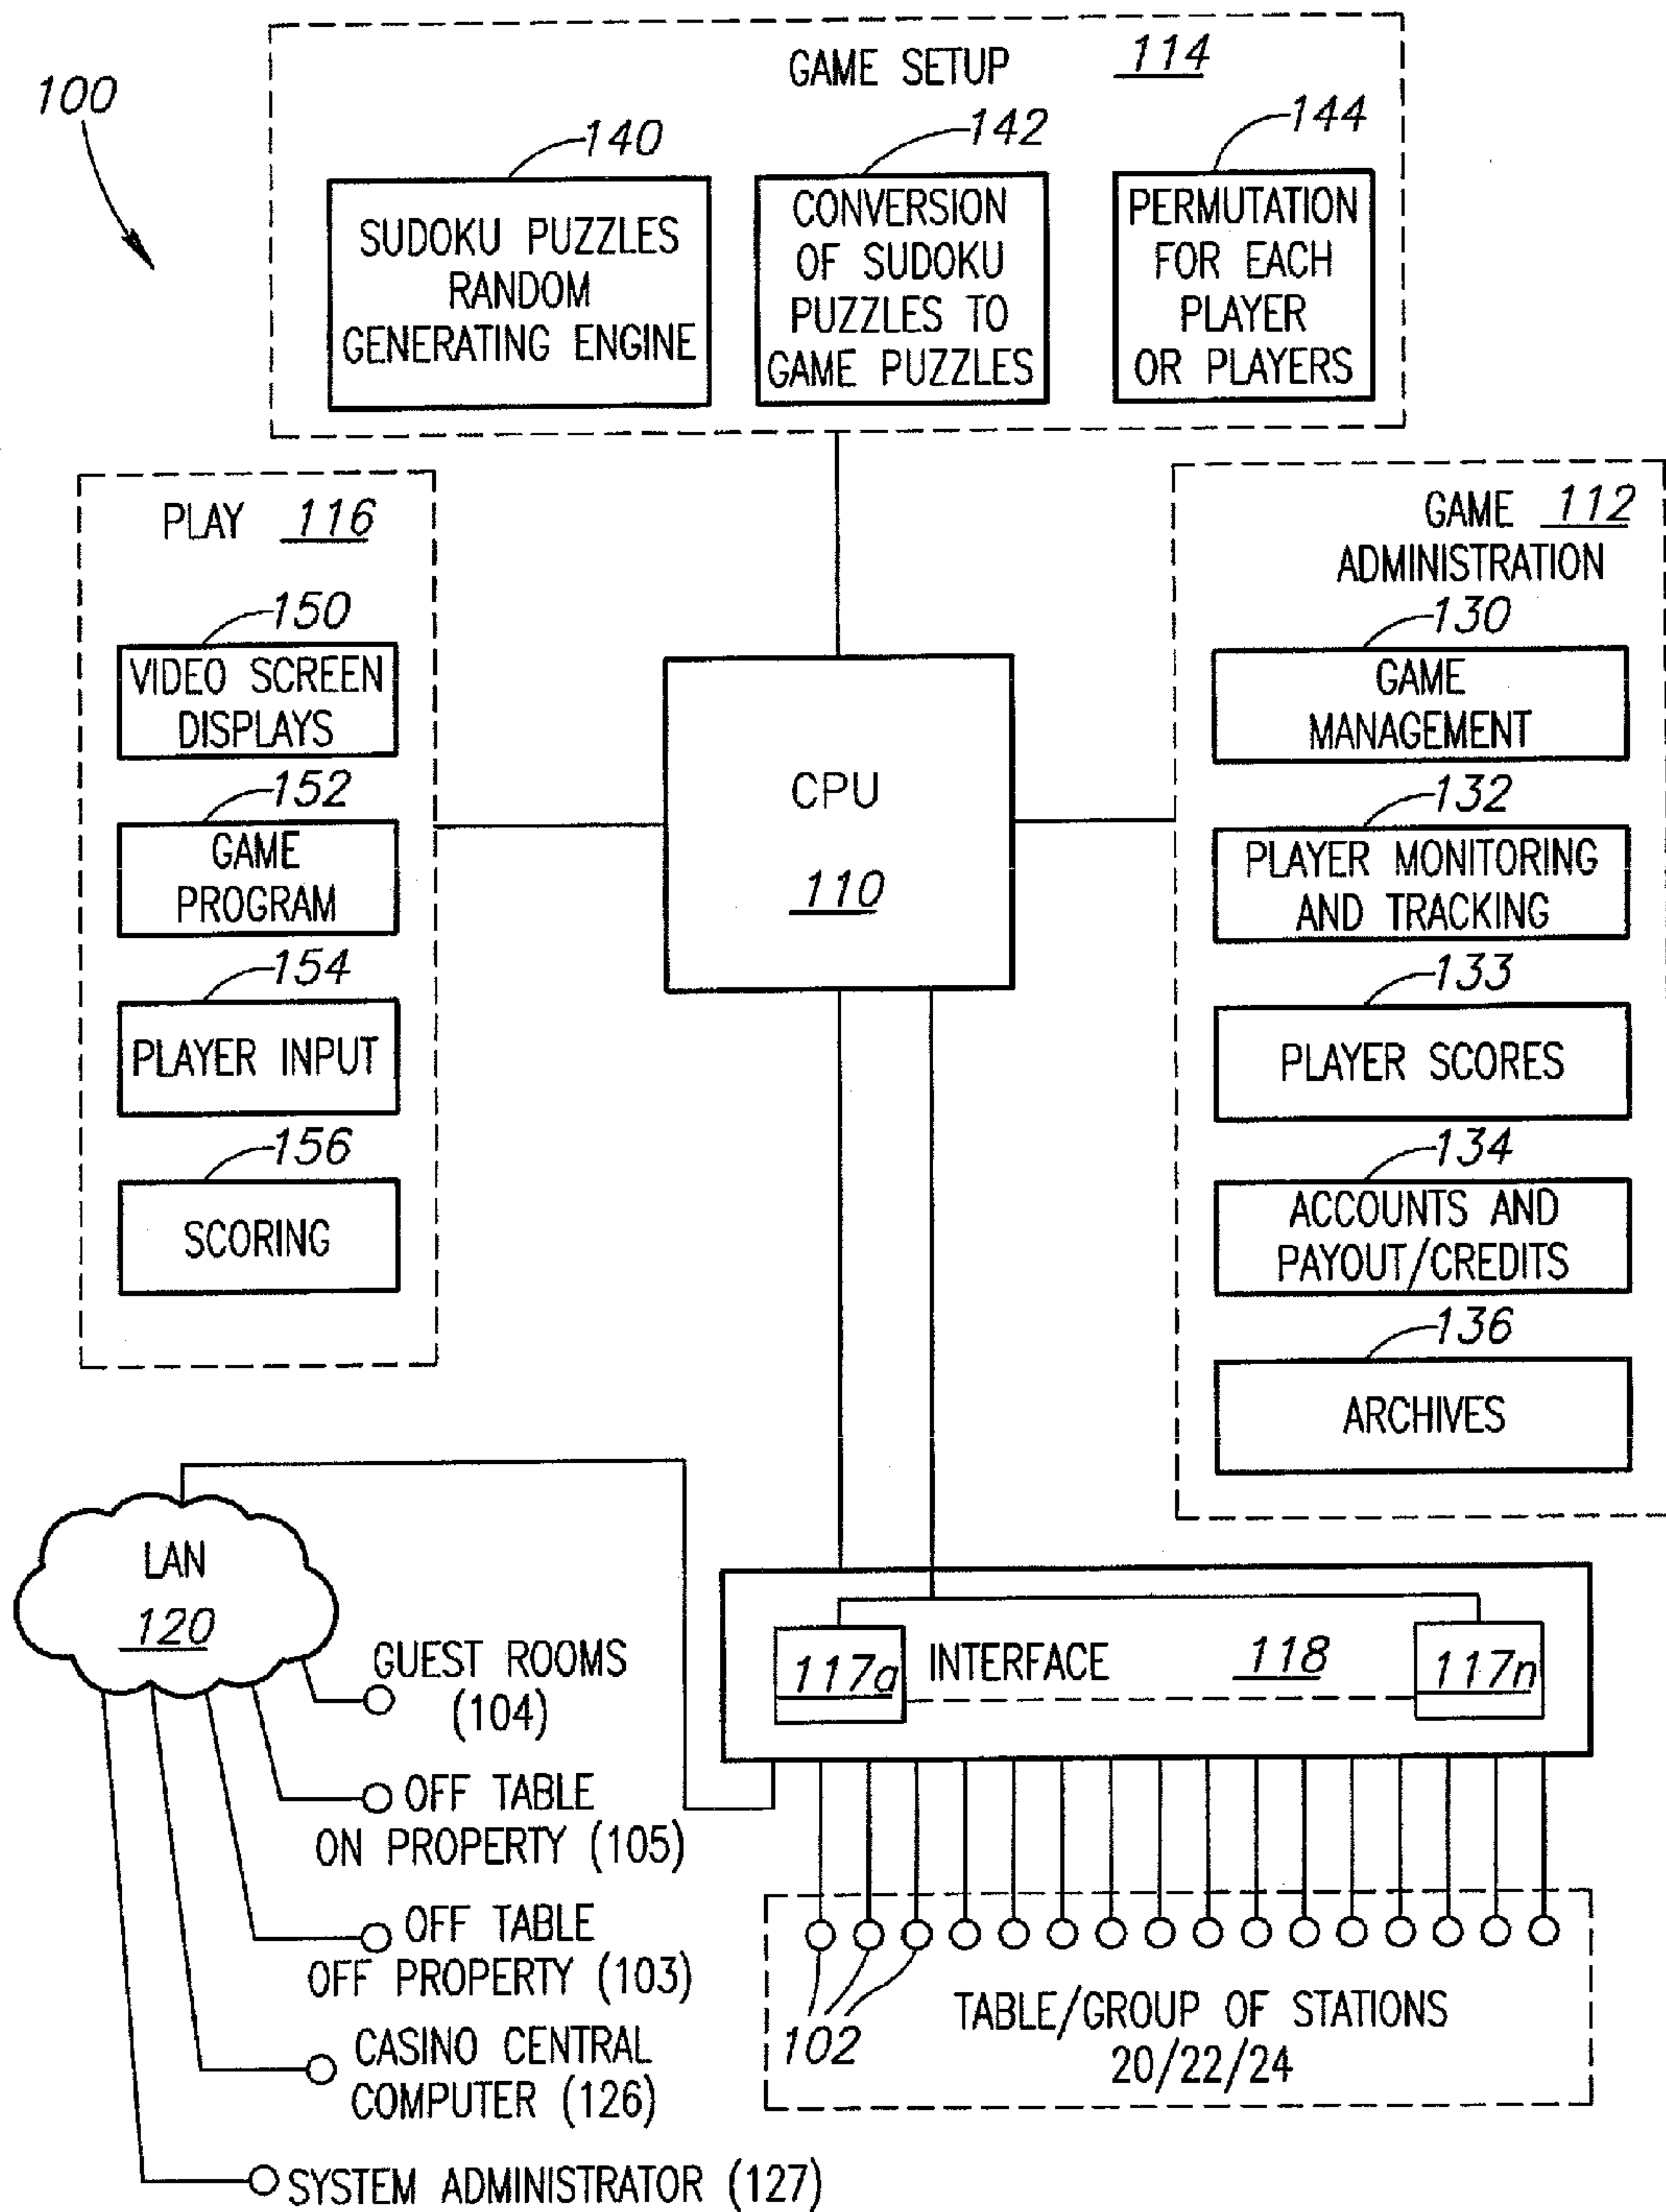 100
GAME SETUP 114
140
SUDOKU PUZZLES
RANDOM
GENERATING ENGINE
142
CONVERSION
OF SUDOKU
PUZZLES TO
GAME PUZZLES
144
PERMUTATION
FOR EACH
PLAYER
OR PLAYERS
PLAY 116
150
VIDEO SCREEN
DISPLAYS
152
GAME
PROGRAM
154
PLAYER INPUT
156
SCORING
CPU
110
GAME 112
ADMINISTRATION
130
GAME
MANAGEMENT
132
PLAYER MONITORING
AND TRACKING
133
PLAYER SCORES
134
ACCOUNTS AND
PAYOUT/CREDITS
136
ARCHIVES
LAN
120
GUEST ROOMS
(104)
OFF TABLE
ON PROPERTY (105)
OFF TABLE
OFF PROPERTY (103)
CASINO CENTRAL
COMPUTER (126)
SYSTEM ADMINISTRATOR (127)
117a INTERFACE 118 117n
102
TABLE/GROUP OF STATIONS
20/22/24